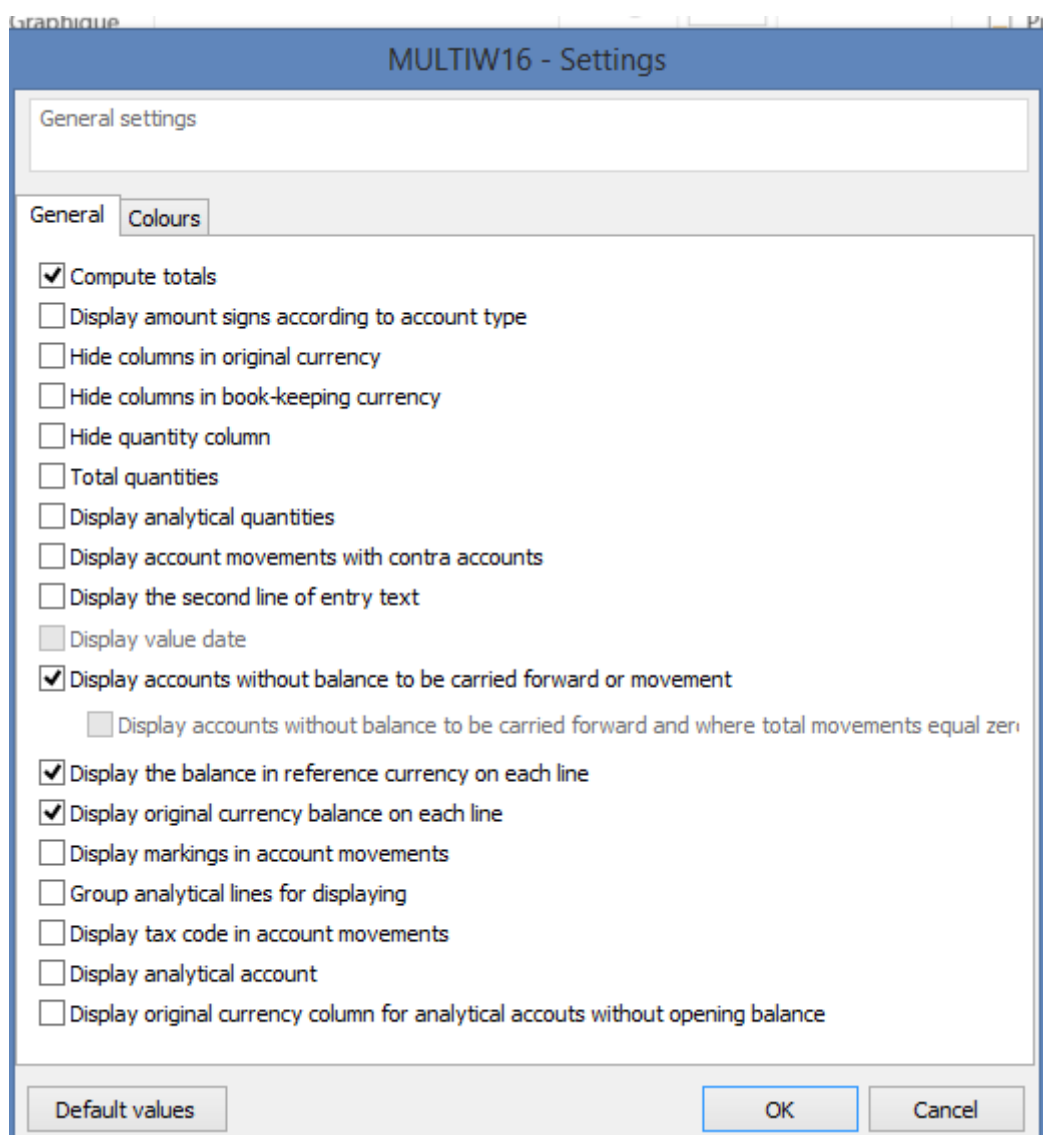 Graphique
MULTIW16 - Settings
General settings
General Colours
Compute totals
Display amount signs according to account type
Hide columns in original currency
Hide columns in book-keeping currency
Hide quantity column
Total quantities
Display analytical quantities
Display account movements with contra accounts
Display the second line of entry text
Display value date
Display accounts without balance to be carried forward or movement
Display accounts without balance to be carried forward and where total movements equal
Display the balance in reference currency on each line
Display original currency balance on each line
Display markings in account movements
Group analytical lines for displaying
Display tax code in account movements
Display analytical account
Display original currency column for analytical accouts without opening balance
Default values OK Cancel